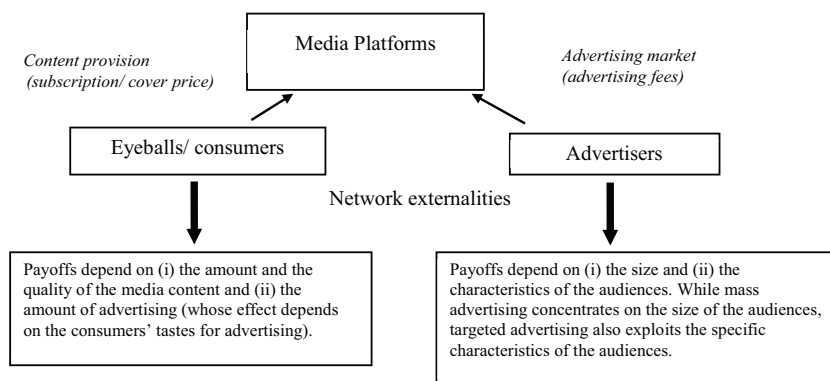 Media Platforms
Content provision
(subscription/ cover price)
Advertising market
(advertising fees)
Eyeballs/ consumers
Advertisers
Network externalities
Payoffs depend on (i) the amount and the
quality of the media content and (ii) the
amount of advertising (whose effect depends
on the consumers’ tastes for advertising).
Payoffs depend on (i) the size and (ii) the
characteristics of the audiences. While mass
advertising concentrates on the size of the audiences,
targeted advertising also exploits the specific
characteristics of the audiences.